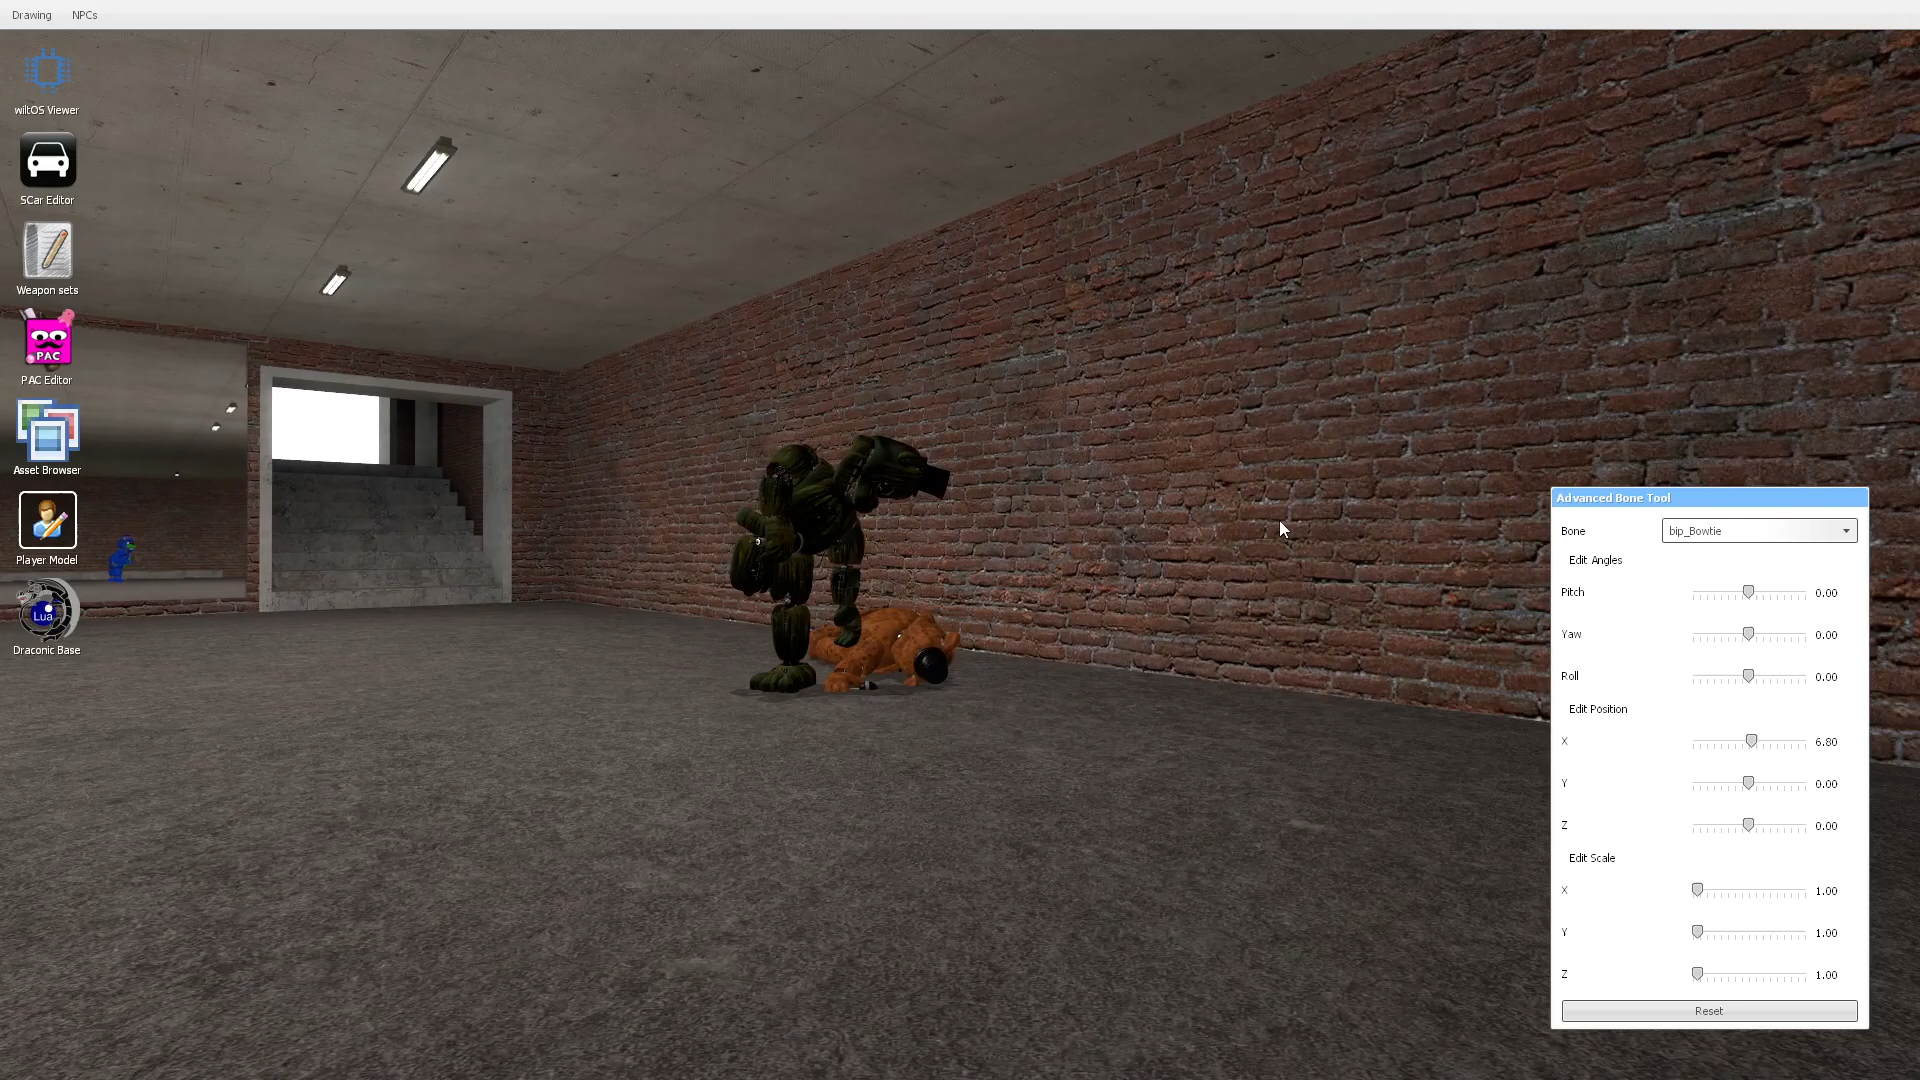 Drawing NPCs
wiltOS Viewer
SCar Editor
Weapon sets
PAC
PAC Editor
Asset Browser
Player Model
Lua
Draconic Base
Advanced Bone Tool
Bone bip_Bowtie
Edit Angles
Pitch 0.00
Yaw 0.00
Roll 0.00
Edit Position
X 6.80
Y 0.00
Z 0.00
Edit Scale
X 1.00
Y 1.00
Z 1.00
Reset